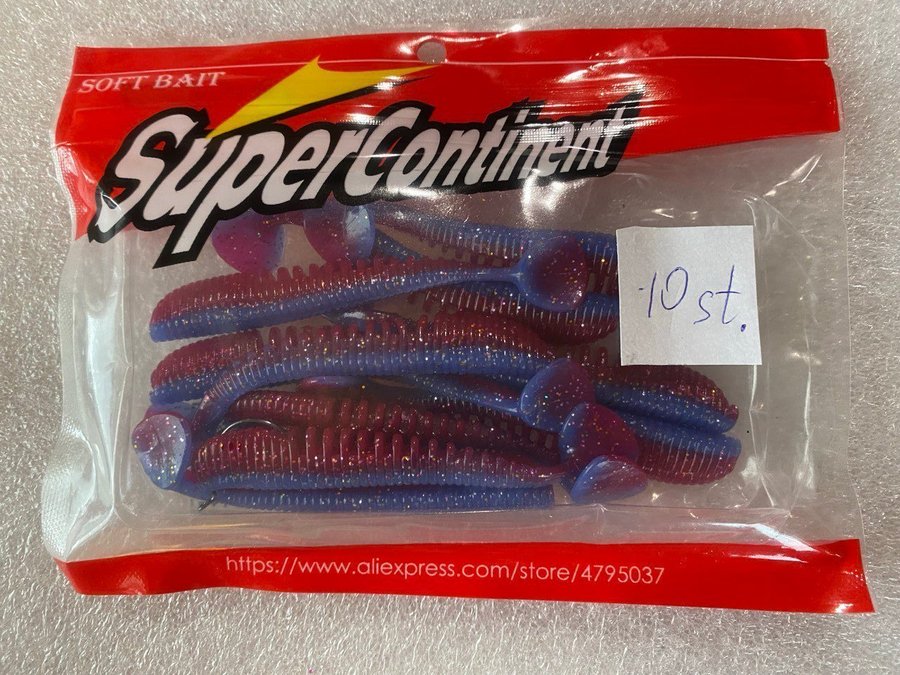 SOFT BAIT
SuperContinent
10 st.
https://www.aliexpress.com/store/4795037